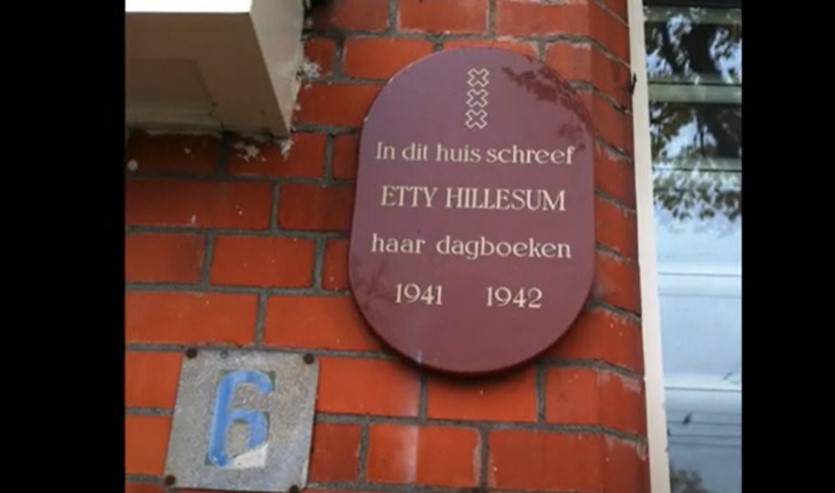 In dit huis schreef
ETTY HILLESUM
haar dagboeken
1941 1942
6